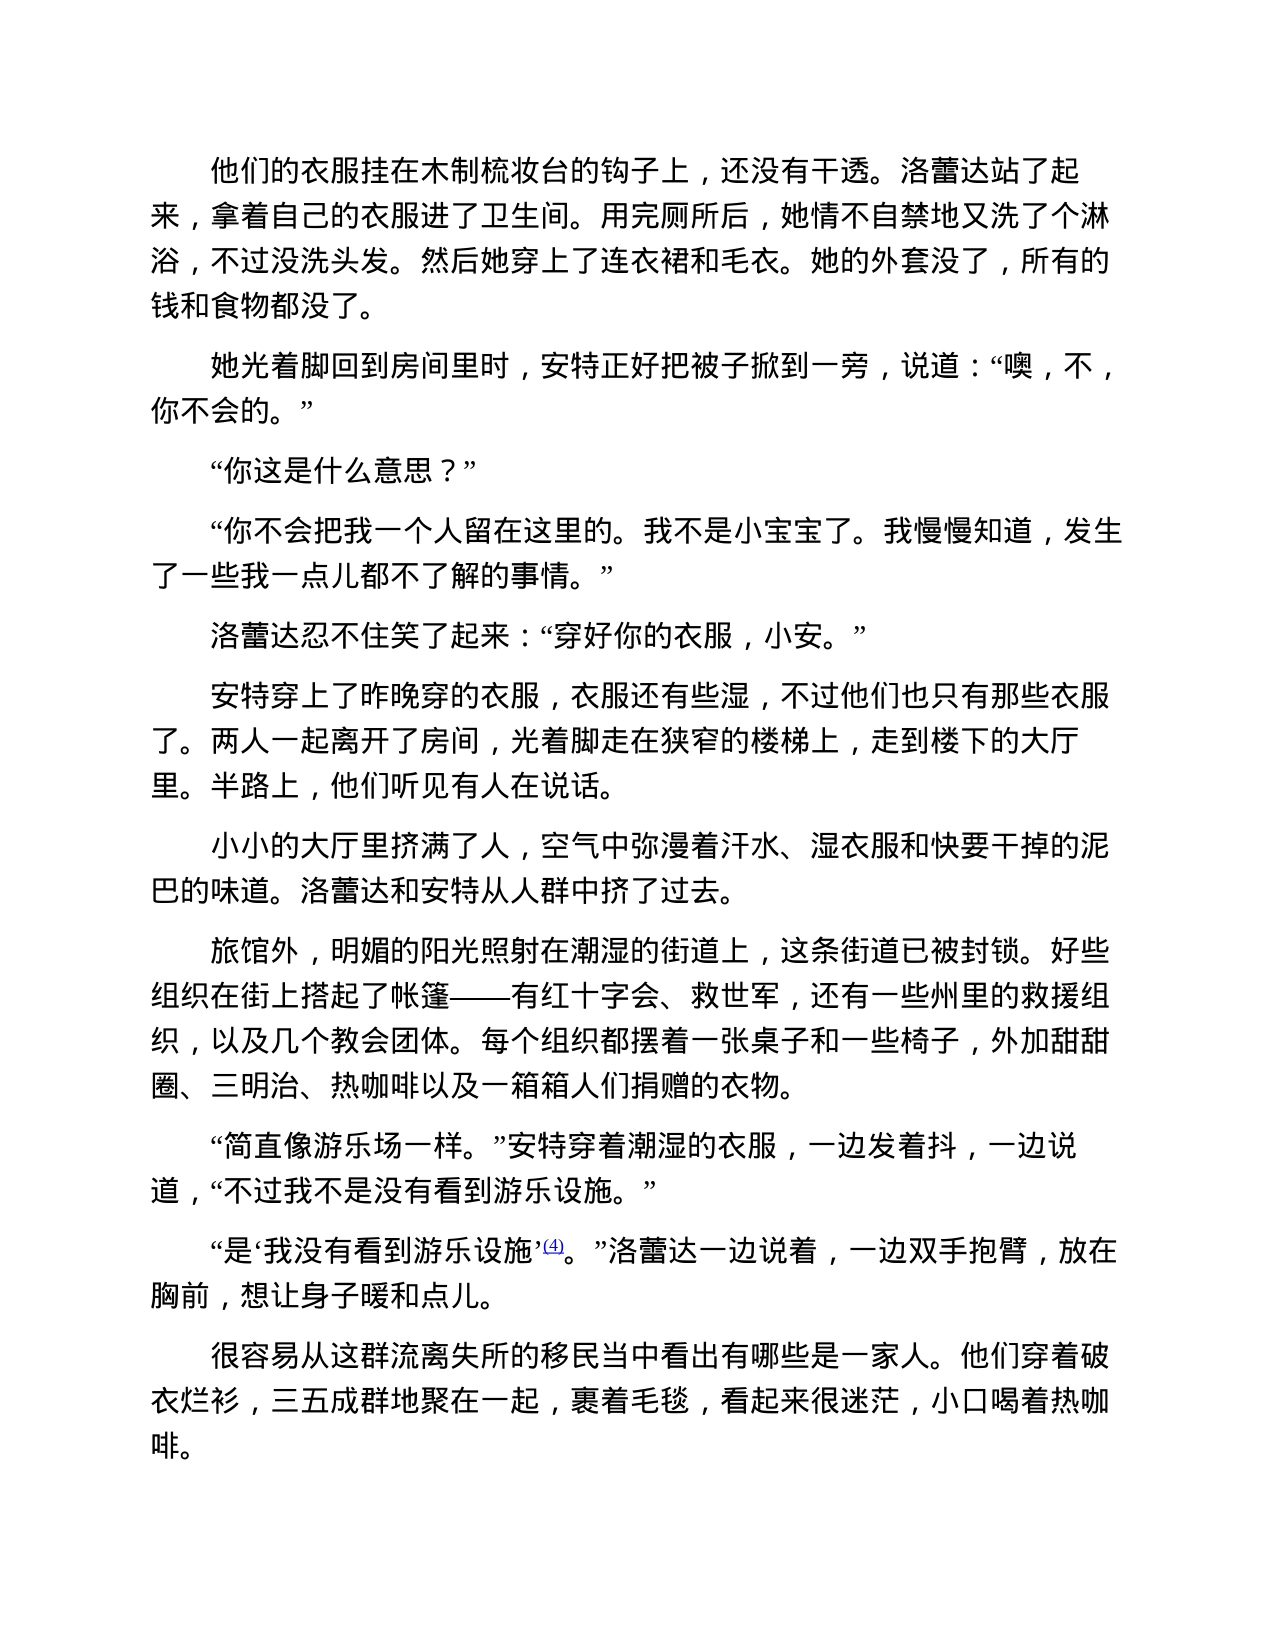 他们的衣服挂在木制梳妆台的钩子上，还没有干透。洛蕾达站了起
来，拿着自己的衣服进了卫生间。用完厕所后，她情不自禁地又洗了个淋
浴，不过没洗头发。然后她穿上了连衣裙和毛衣。她的外套没了，所有的
钱和食物都没了。
她光着脚回到房间里时，安特正好把被子掀到一旁，说道：“噢，不，
你不会的。”
“你这是什么意思？”
“你不会把我一个人留在这里的。我不是小宝宝了。我慢慢知道，发生
了一些我一点儿都不了解的事情。”
洛蕾达忍不住笑了起来：“穿好你的衣服，小安。”
安特穿上了昨晚穿的衣服，衣服还有些湿，不过他们也只有那些衣服
了。两人一起离开了房间，光着脚走在狭窄的楼梯上，走到楼下的大厅
里。半路上，他们听见有人在说话。
小小的大厅里挤满了人，空气中弥漫着汗水、湿衣服和快要干掉的泥
巴的味道。洛蕾达和安特从人群中挤了过去。
旅馆外，明媚的阳光照射在潮湿的街道上，这条街道已被封锁。好些
组织在街上搭起了帐篷——有红十字会、救世军，还有一些州里的救援组
织，以及几个教会团体。每个组织都摆着一张桌子和一些椅子，外加甜甜
圈、三明治、热咖啡以及一箱箱人们捐赠的衣物。
“简直像游乐场一样。”安特穿着潮湿的衣服，一边发着抖，一边说
道，“不过我不是没有看到游乐设施。”
“是‘我没有看到游乐设施’(4)。”洛蕾达一边说着，一边双手抱臂，放在
胸前，想让身子暖和点儿。
很容易从这群流离失所的移民当中看出有哪些是一家人。他们穿着破
衣烂衫，三五成群地聚在一起，裹着毛毯，看起来很迷茫，小口喝着热咖
啡。